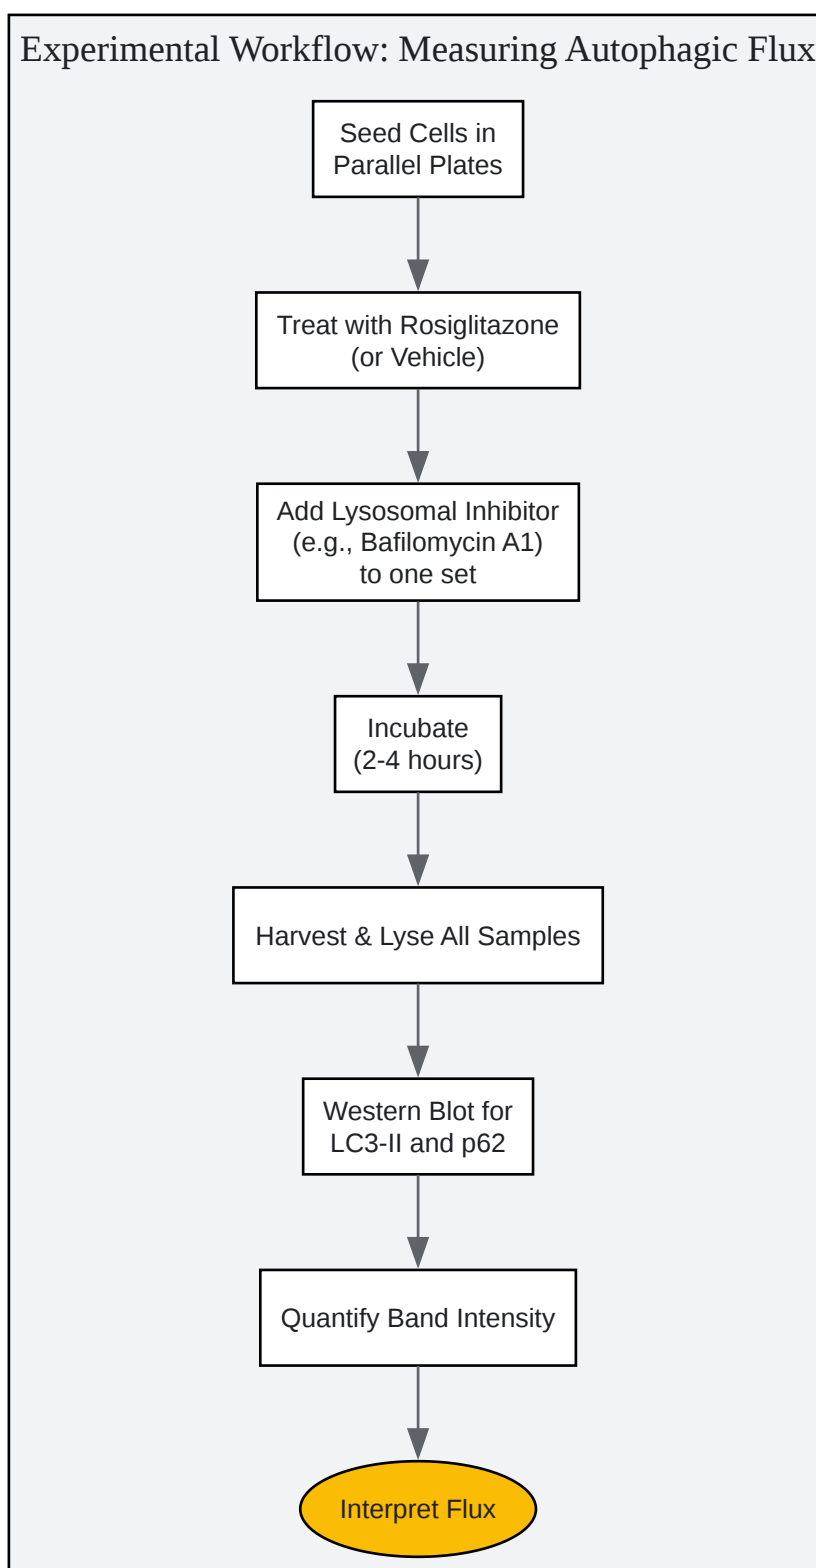 Experimental Workflow: Measuring Autophagic Flux
Seed Cells in
Parallel Plates
Treat with Rosiglitazone
(or Vehicle)
Add Lysosomal Inhibitor
(e.g., Bafilomycin A1)
to one set
Incubate
(2-4 hours)
Harvest & Lyse All Samples
Western Blot for
LC3-II and p62
Quantify Band Intensity
Interpret Flux